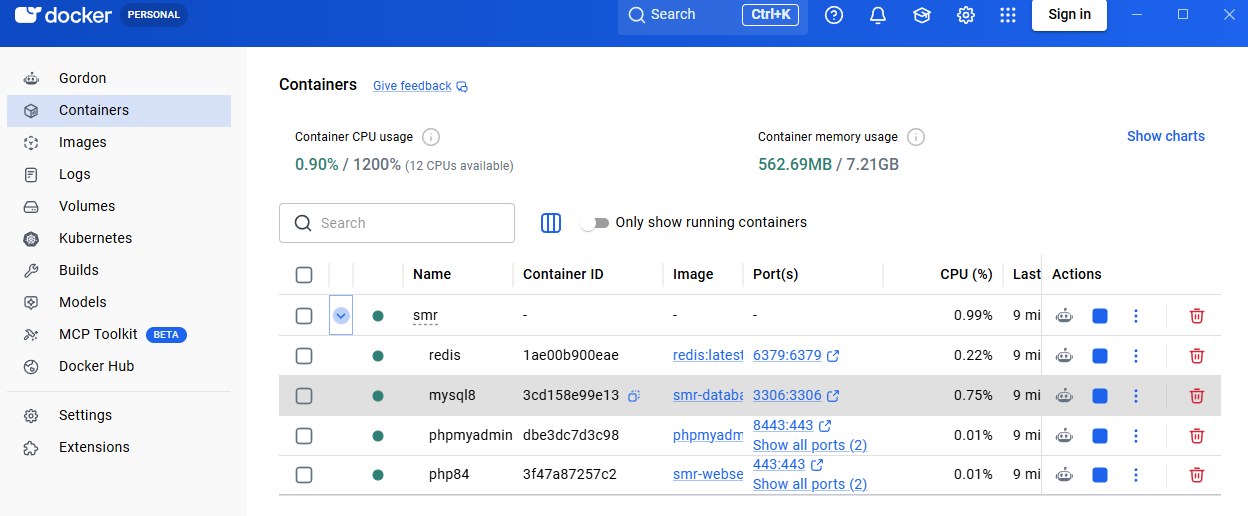 docker PERSONAL Search Ctrl+K Sign in
Gordon
Containers
Images
Logs
Volumes
Kubernetes
Builds
Models
MCP Toolkit BETA
Docker Hub
Settings
Extensions
Containers Give feedback
Container CPU usage
0.90% / 1200% (12 CPUs available)
Container memory usage
562.69MB / 7.21GB
Show charts
Search
Only show running containers
Name Container ID Image Port(s) CPU (%) Last Actions
smr - - - 0.99% 9 mi
redis 1ae00b900eae redis:latest 6379:6379 0.22% 9 mi
mysql8 3cd158e99e13 smr-databa 3306:3306 0.75% 9 mi
phpmyadmin dbe3dc7d3c98 phpmyadm 8443:443 0.01% 9 mi
Show all ports (2)
php84 3f47a87257c2 smr-webse 443:443 0.01% 9 mi
Show all ports (2)